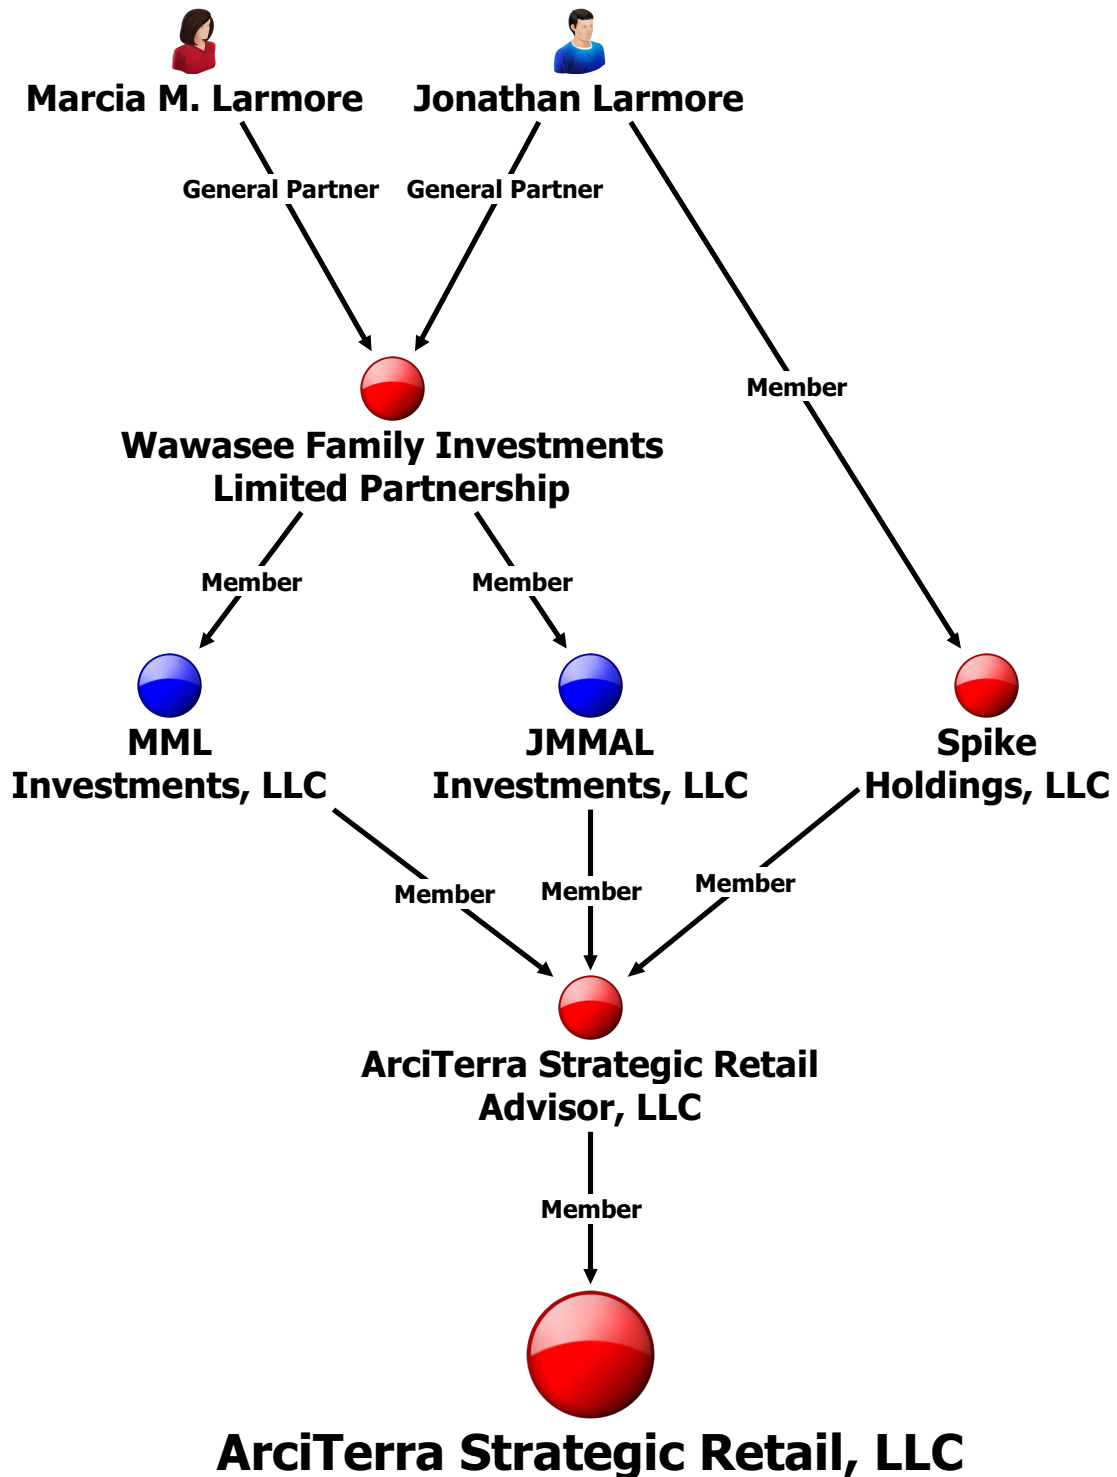 Marcia M. Larmore
Jonathan Larmore
General Partner
General Partner
Member
Wawasee Family Investments
Limited Partnership
Member
Member
MML
Investments, LLC
JMMAL
Investments, LLC
Spike
Holdings, LLC
Member
Member
Member
ArciTerra Strategic Retail
Advisor, LLC
Member
ArciTerra Strategic Retail, LLC